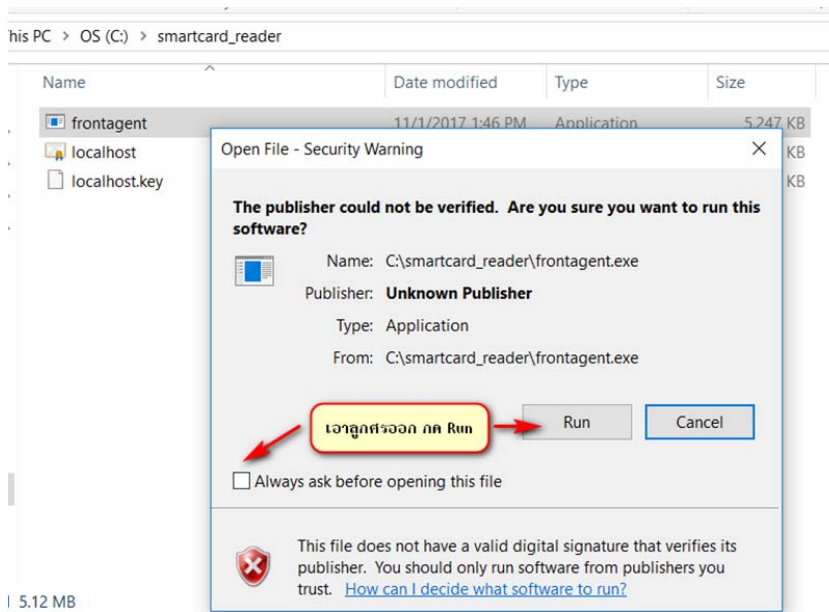 his PC > OS (C:) > smartcard_reader
Name Date modified Type Size
frontagent 11/1/2017 1:46 PM Application 5,247 KB
localhost KB
localhost.key KB
Open File - Security Warning
The publisher could not be verified. Are you sure you want to run this
software?
Name: C:\smartcard_reader\frontagent.exe
Publisher: Unknown Publisher
Type: Application
From: C:\smartcard_reader\frontagent.exe
เอาลูกศรออก กด Run
Run Cancel
Always ask before opening this file
This file does not have a valid digital signature that verifies its
publisher. You should only run software from publishers you
trust. How can I decide what software to run?
5.12 MB